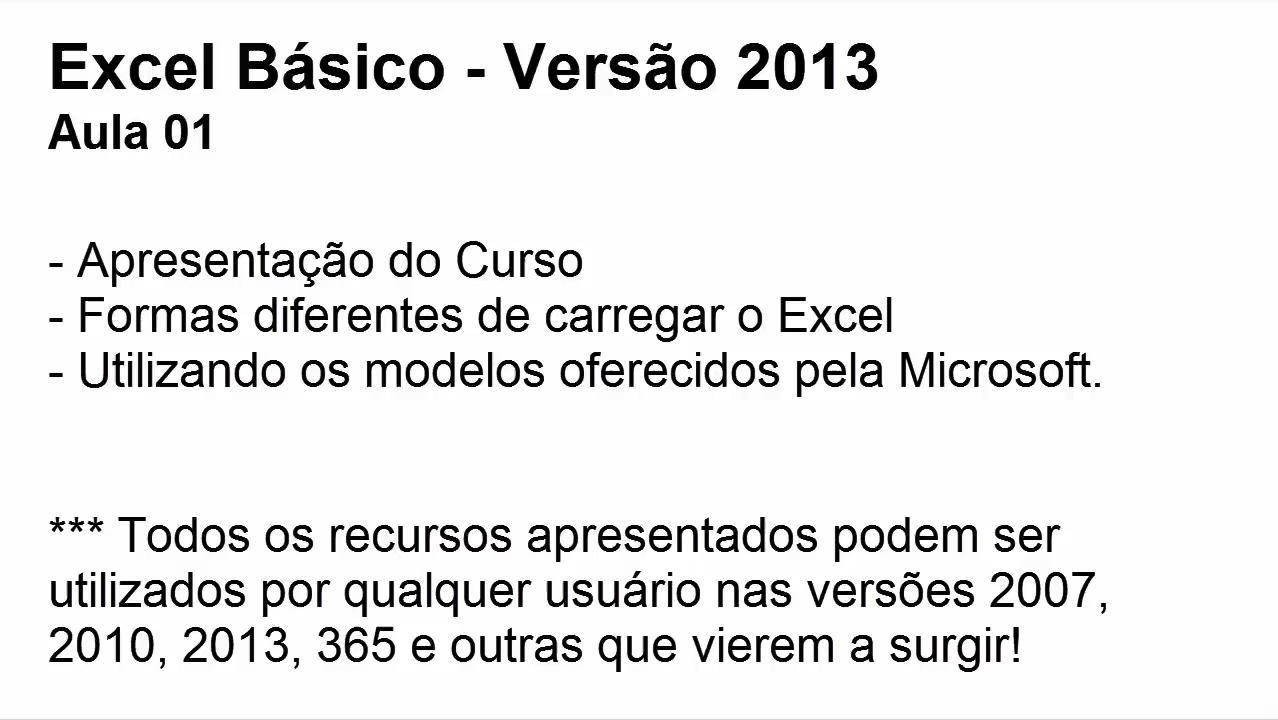 Excel Básico - Versão 2013
Aula 01
- Apresentação do Curso
- Formas diferentes de carregar o Excel
- Utilizando os modelos oferecidos pela Microsoft.
*** Todos os recursos apresentados podem ser
utilizados por qualquer usuário nas versões 2007,
2010, 2013, 365 e outras que vierem a surgir!